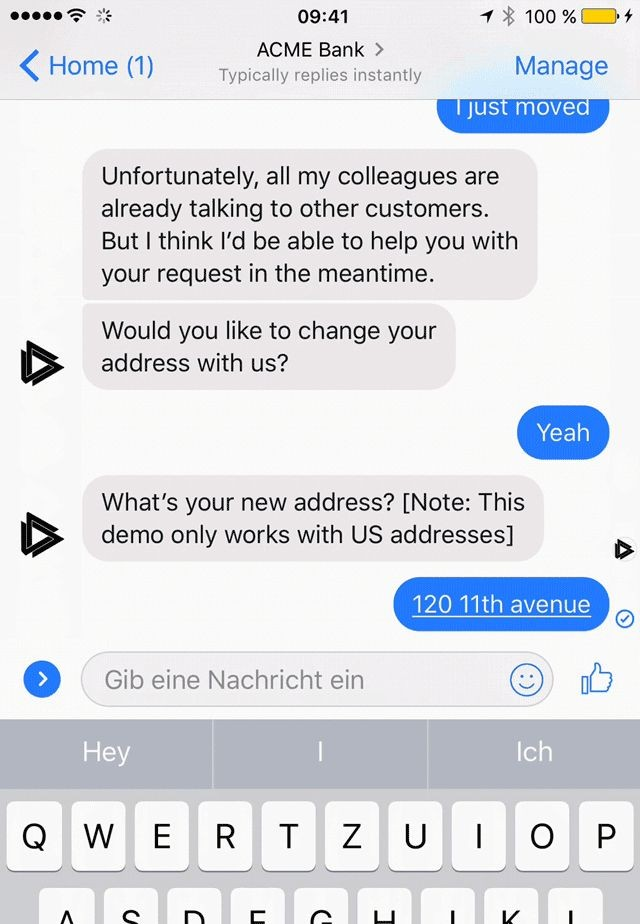 09:41
100 %
Home (1)
ACME Bank
Typically replies instantly
Manage
I just moved
Unfortunately, all my colleagues are
already talking to other customers.
But I think I’d be able to help you with
your request in the meantime.
Would you like to change your
address with us?
Yeah
What’s your new address? [Note: This
demo only works with US addresses]
120 11th avenue
Gib eine Nachricht ein
Hey
I
Ich
Q W E R T Z U I O P
A S D F G H J K L